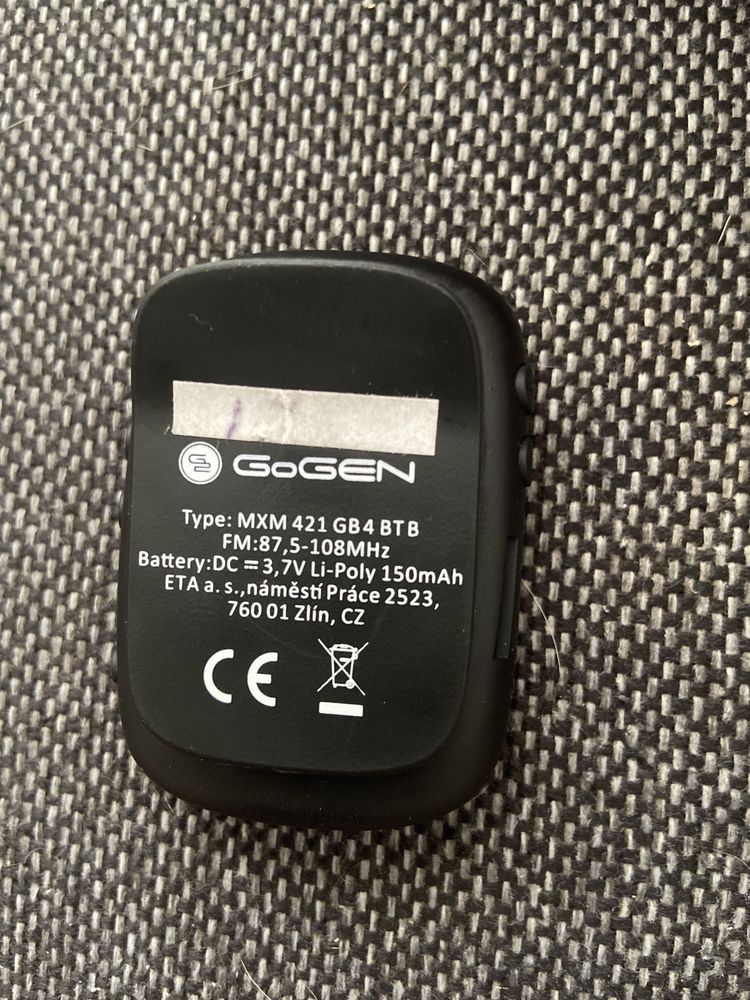 GoGEN
Type: MXM 421 GB4 BT B
FM:87,5-108MHz
Battery:DC = 3,7V Li-Poly 150mAh
ETA a. s.,náměstí Práce 2523,
760 01 Zlín, CZ
CE